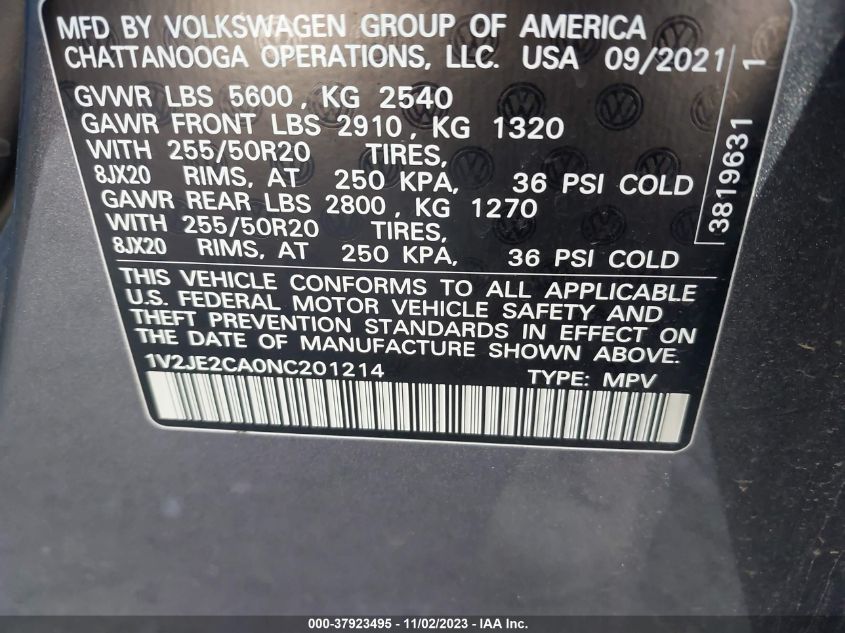 MFD BY VOLKSWAGEN GROUP OF AMERICA
CHATTANOOGA OPERATIONS, LLC. USA 09/2021
GVWR LBS 5600, KG 2540
GAWR FRONT LBS 2910, KG 1320
WITH 255/50R20 TIRES,
8JX20 RIMS, AT 250 KPA, 36 PSI COLD
GAWR REAR LBS 2800, KG 1270
WITH 255/50R20 TIRES,
8JX20 RIMS, AT 250 KPA, 36 PSI COLD
THIS VEHICLE CONFORMS TO ALL APPLICABLE
U.S. FEDERAL MOTOR VEHICLE SAFETY AND
THEFT PREVENTION STANDARDS IN EFFECT ON
THE DATE OF MANUFACTURE SHOWN ABOVE.
1V2JE2CA0NC201214 TYPE: MPV
3819631 1
000-37923495 - 11/02/2023 - IAA Inc.